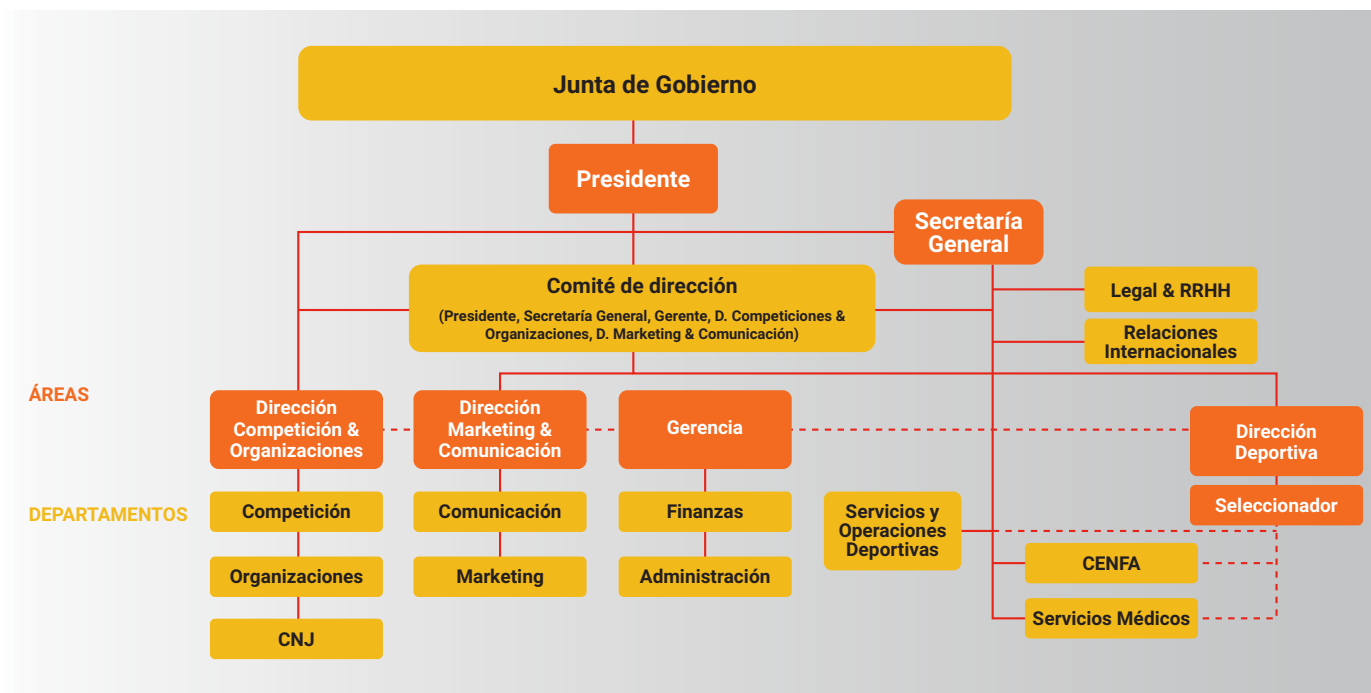 Junta de Gobierno
Presidente
Secretaría
General
Comité de dirección
(Presidente, Secretaría General, Gerente, D. Competiciones &
Organizaciones, D. Marketing & Comunicación)
Legal & RRHH
Relaciones
Internacionales
ÁREAS
Dirección
Competición &
Organizaciones
Dirección
Marketing &
Comunicación
Gerencia
Dirección
Deportiva
DEPARTAMENTOS
Competición
Comunicación
Finanzas
Servicios y
Operaciones
Deportivas
Seleccionador
Organizaciones
Marketing
Administración
CENFA
CNJ
Servicios Médicos